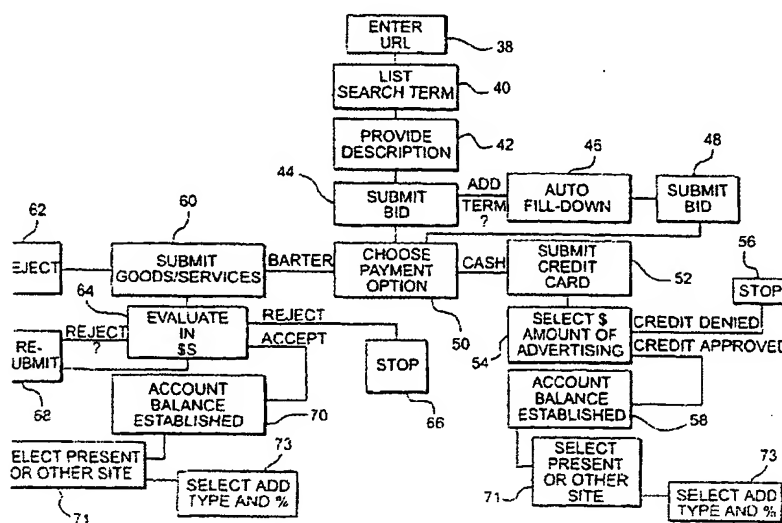 ENTER
URL
38
LIST
SEARCH TERM
40
PROVIDE
DESCRIPTION
42
44
SUBMIT
BID
ADD
TERM
?
46
AUTO
FILL-DOWN
48
SUBMIT
BID
62
EJECT
60
SUBMIT
GOODS/SERVICES
BARTER
CHOOSE
PAYMENT
OPTION
50
CASH
SUBMIT
CREDIT
CARD
52
56
STOP
64
EVALUATE
IN
$S
REJECT
ACCEPT
REJECT
?
RE-
SUBMIT
68
STOP
66
SELECT $
AMOUNT OF
ADVERTISING
54
CREDIT DENIED
CREDIT APPROVED
ACCOUNT
BALANCE
ESTABLISHED
70
ACCOUNT
BALANCE
ESTABLISHED
58
ELECT PRESENT
OR OTHER SITE
71
73
SELECT ADD
TYPE AND %
SELECT
PRESENT
OR OTHER
SITE
71
73
SELECT ADD
TYPE AND %